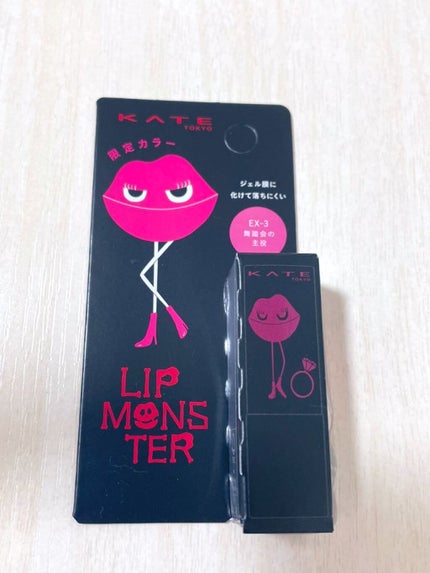 KATE
TOKYO
限定カラー
ジェル膜に
化けて落ちにくい
EX-3
舞踏会の
主役
KATE
TOKYO
LIP
MONS
TER